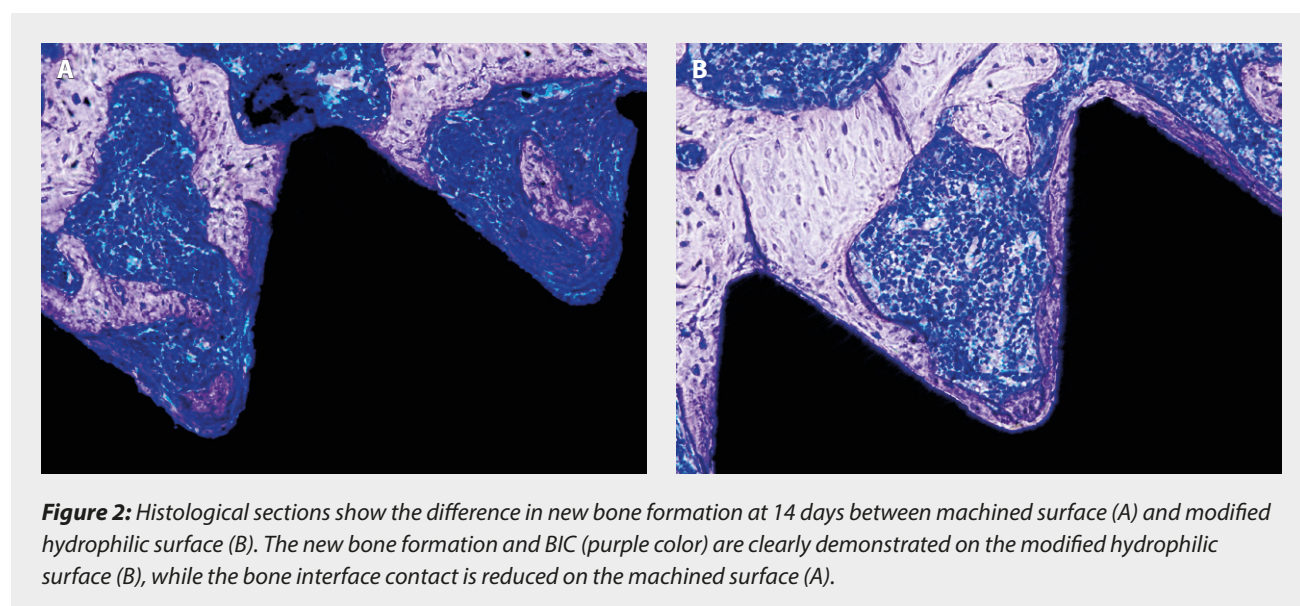 A
B
Figure 2: Histological sections show the difference in new bone formation at 14 days between machined surface (A) and modified
hydrophilic surface (B). The new bone formation and BIC (purple color) are clearly demonstrated on the modified hydrophilic
surface (B), while the bone interface contact is reduced on the machined surface (A).